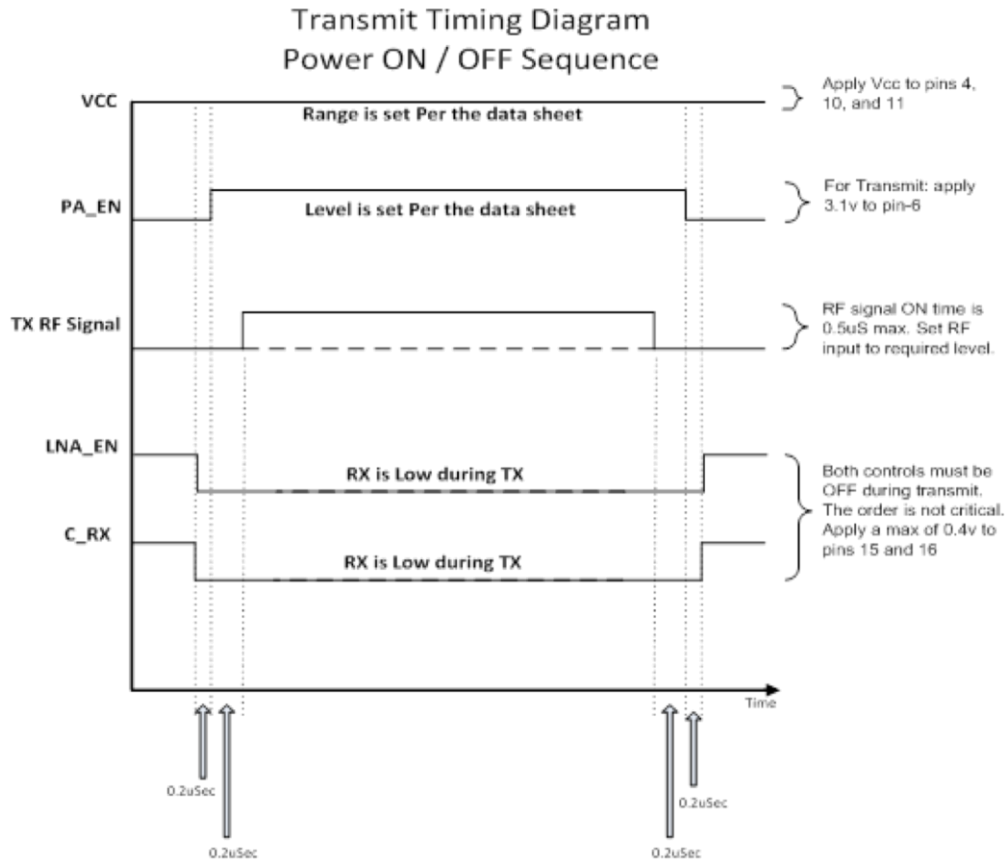 Transmit Timing Diagram
Power ON / OFF Sequence
VCC
Range is set Per the data sheet
Apply Vcc to pins 4,
10, and 11
PA_EN
Level is set Per the data sheet
For Transmit: apply
3.1v to pin-6
TX RF Signal
RF signal ON time is
0.5uS max. Set RF
input to required level.
LNA_EN
RX is Low during TX
C_RX
RX is Low during TX
Both controls must be
OFF during transmit.
The order is not critical.
Apply a max of 0.4v to
pins 15 and 16
Time
0.2uSec
0.2uSec
0.2uSec
0.2uSec